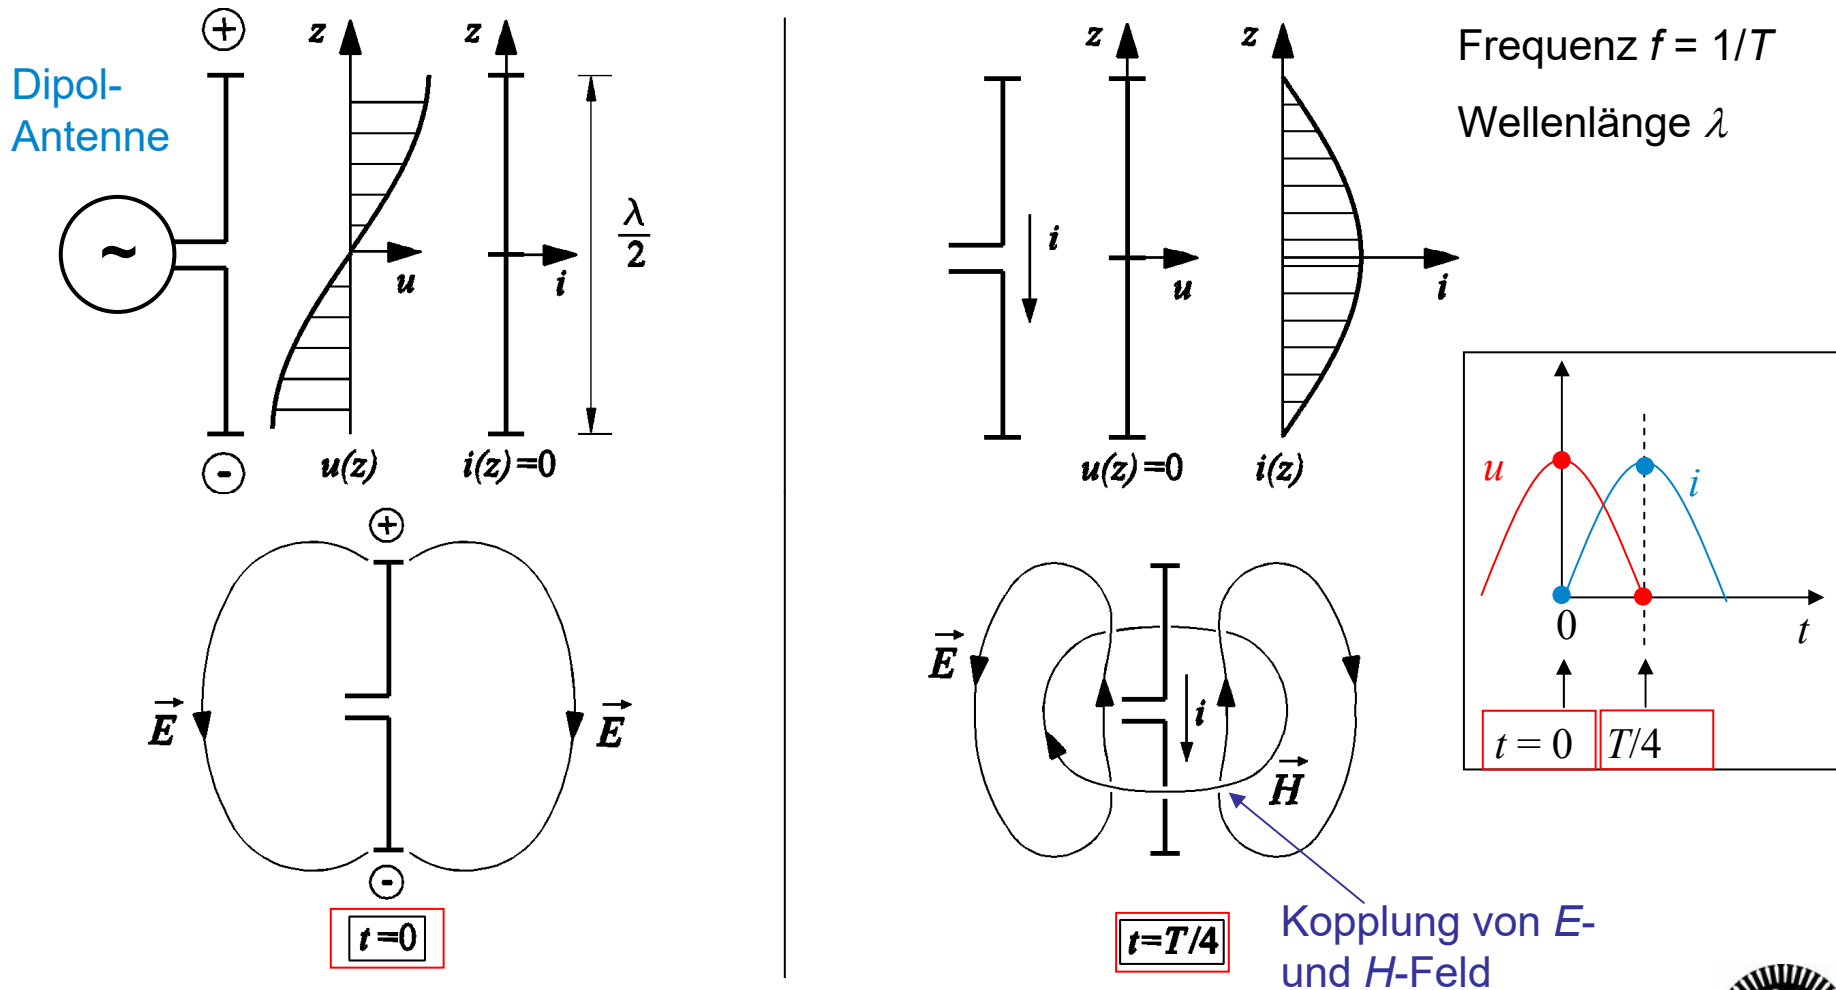 Dipol-
Antenne
+
z
z
~
u
i
λ/2
-
u(z)
i(z)=0
+
E
E
-
t=0
z
z
i
u
i
u(z)=0
i(z)
E
i
H
t=T/4
Kopplung von E-
und H-Feld
Frequenz f = 1/T
Wellenlänge λ
u
i
0
t
t = 0
T/4